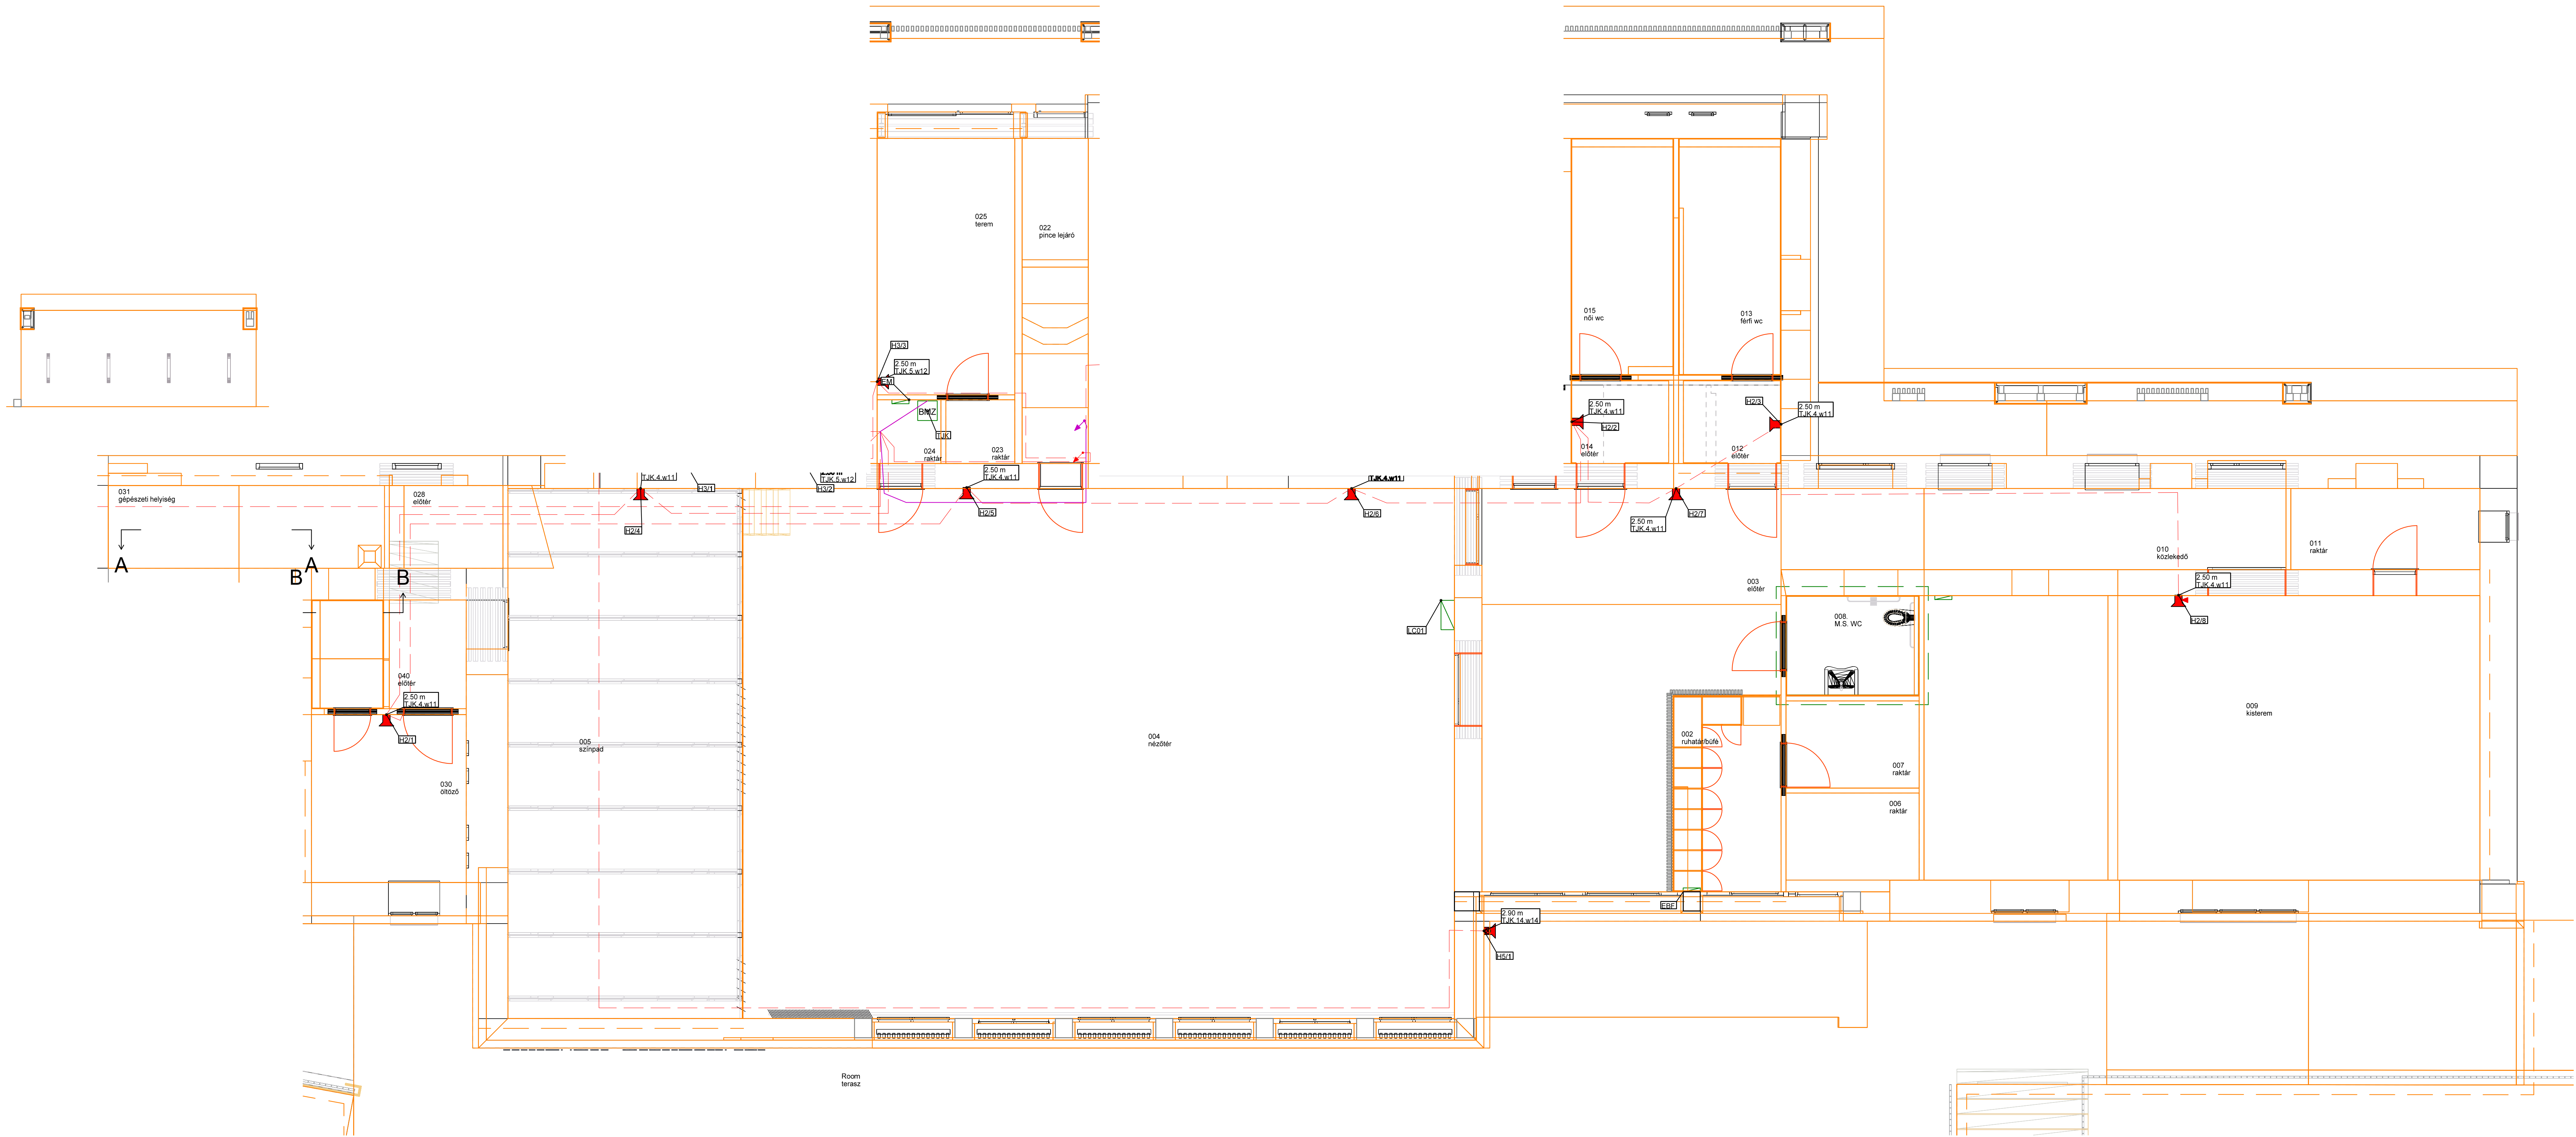 025
terem
022
pince lejáró
015
női wc
013
férfi wc
H3/3
2.50 m
TJK.5.w12
EM
BMZ
TJK
024
raktár
023
raktár
2.50 m
TJK.4.w11
H2/5
2.50 m
TJK.4.w11
H2/2
H2/3
2.50 m
TJK.4.w11
014
előtér
012
előtér
031
gépészeti helyiség
028
előtér
TJK.4.w11
H3/1
H2/4
2.50 m
TJK.5.w12
H3/2
TJK.4.w11
H2/6
2.50 m
TJK.4.w11
H2/7
010
közlekedő
011
raktár
A
A
B
B
003
előtér
2.50 m
TJK.4.w11
H2/8
LC01
008.
M.S. WC
040
előtér
2.50 m
TJK.4.w11
H2/1
005
színpad
004
nézőtér
002
ruhatár/büfé
009
kisterem
007
raktár
030
öltöző
006
raktár
EBF
2.90 m
TJK.14.w14
H5/1
Room
terasz